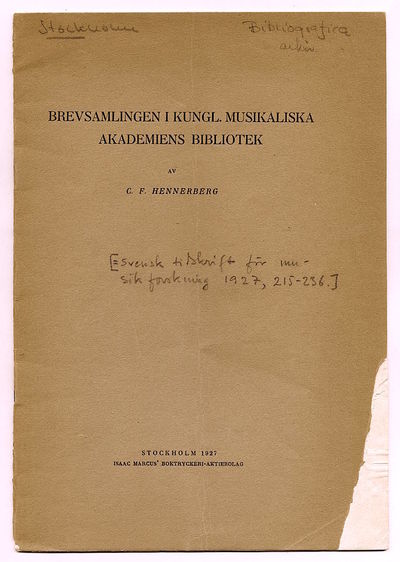 Stockholm
Bibliografica
BREVSAMLINGEN I KUNGL. MUSIKALISKA
AKADEMIENS BIBLIOTEK
AV
C. F. HENNERBERG
[= Svensk tidskrift för mu-
sikforskning 1927, 215-236.]
STOCKHOLM 1927
ISAAC MARCUS' BOKTRYCKERI-AKTIEBOLAG